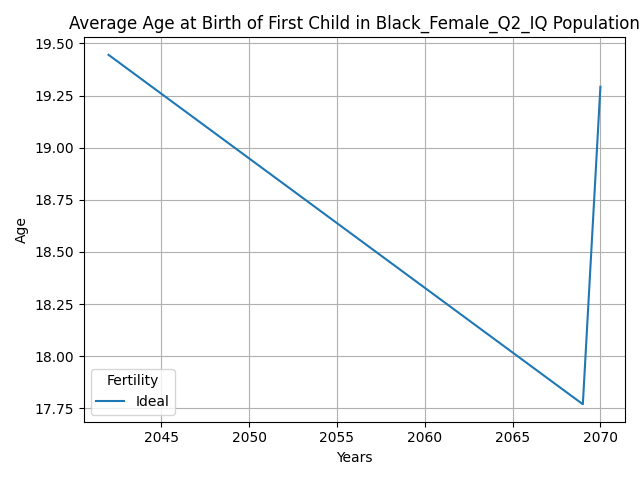 Average Age at Birth of First Child in Black_Female_Q2_IQ Population
19.50
19.25
19.00
18.75
18.50
18.25
18.00
17.75
Age
Fertility
Ideal
2045 2050 2055 2060 2065 2070
Years